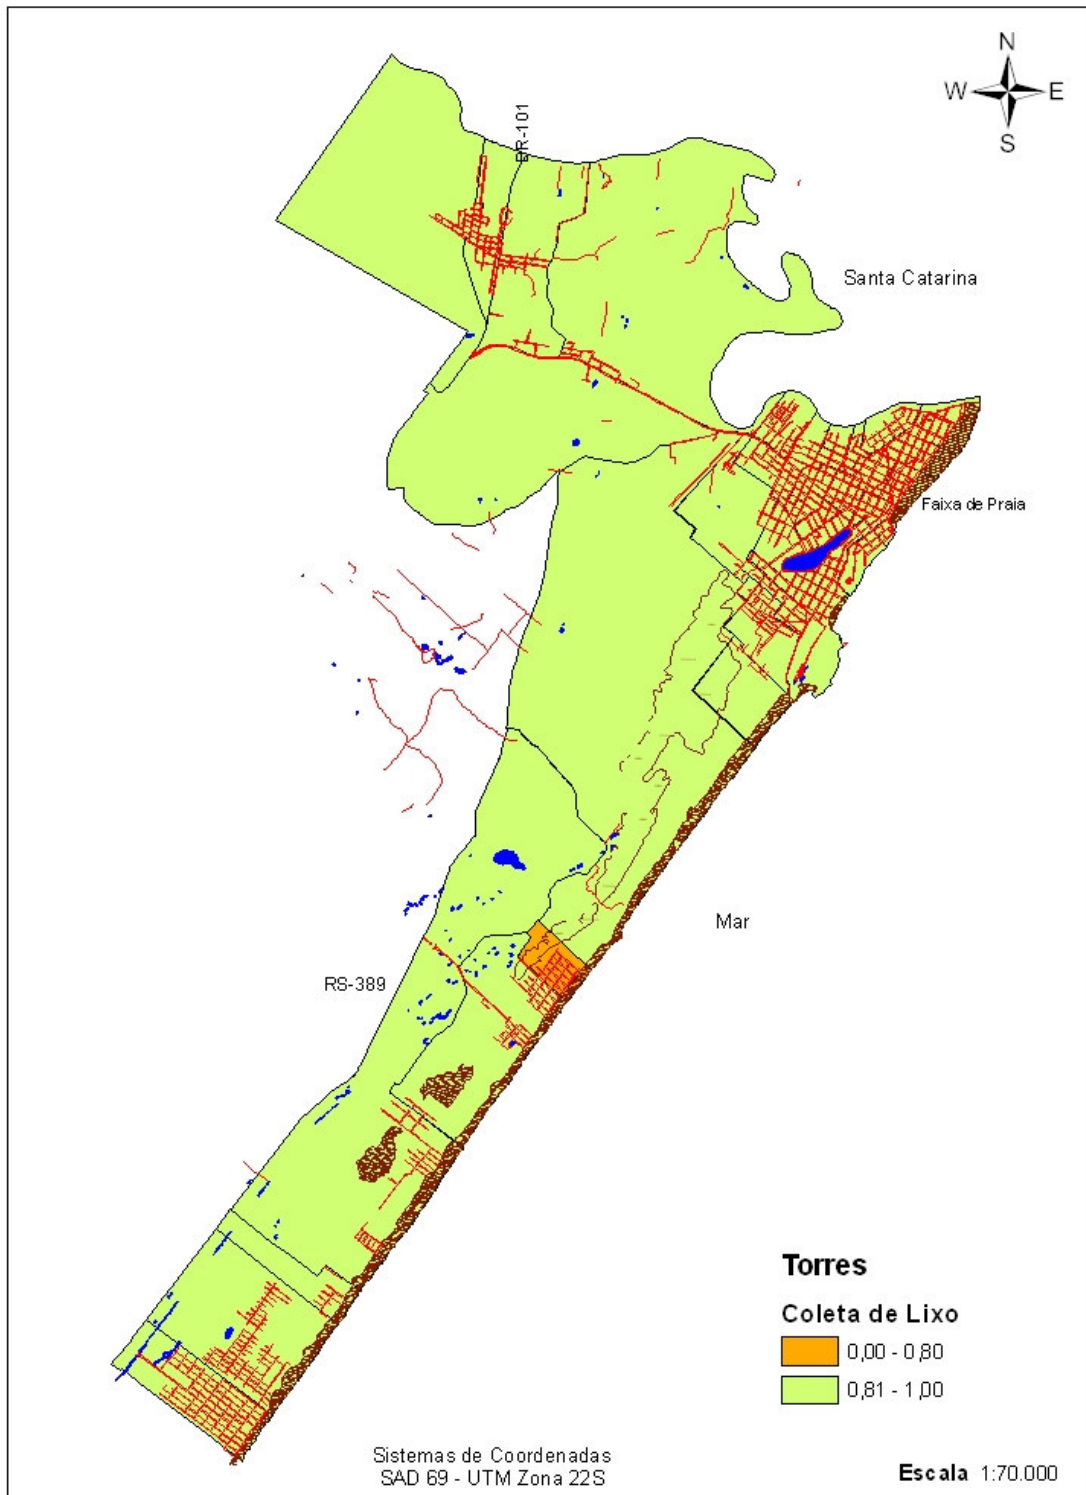 N
W E
S
BR-101
Santa Catarina
Faixa de Praia
Mar
RS-389
Torres
Coleta de Lixo
0,00 - 0,80
0,81 - 1,00
Sistemas de Coordenadas
SAD 69 - UTM Zona 22S
Escala 1:70.000